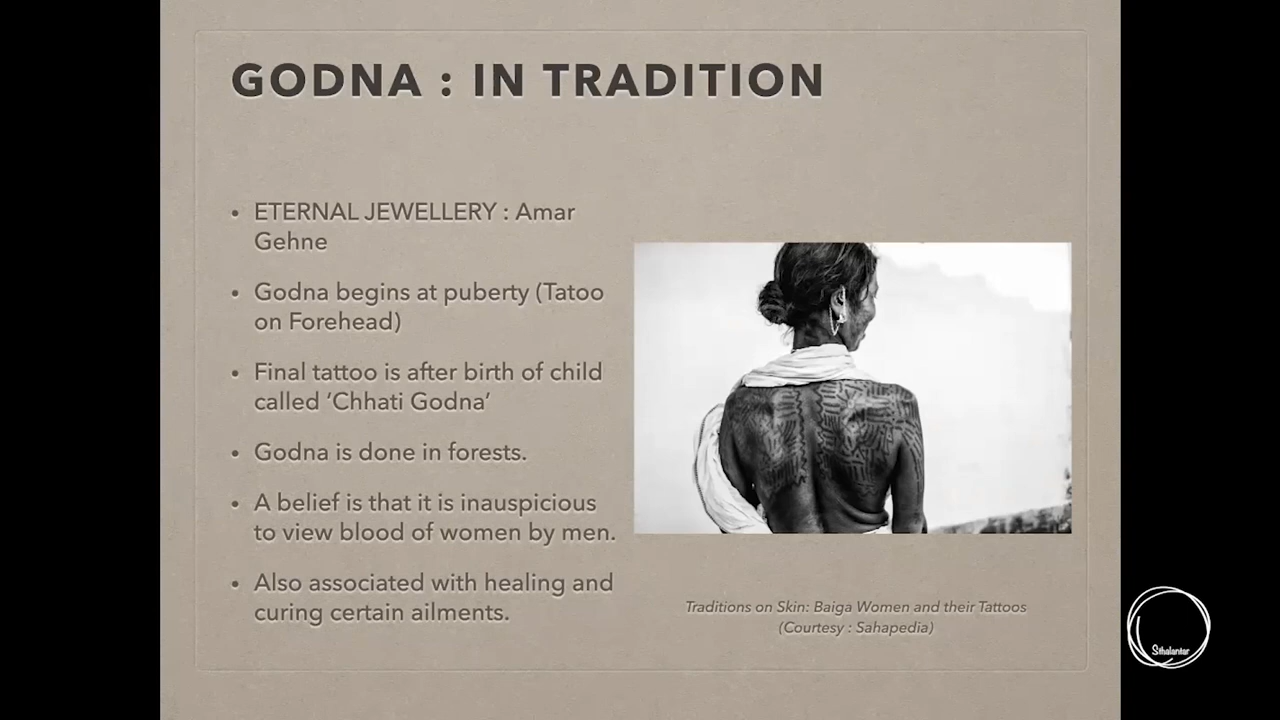 GODNA : IN TRADITION
• ETERNAL JEWELLERY : Amar
Gehne
• Godna begins at puberty (Tatoo
on Forehead)
• Final tattoo is after birth of child
called ‘Chhati Godna’
• Godna is done in forests.
• A belief is that it is inauspicious
to view blood of women by men.
• Also associated with healing and
curing certain ailments.
Traditions on Skin: Baiga Women and their Tattoos
(Courtesy : Sahapedia)
Sthalantar